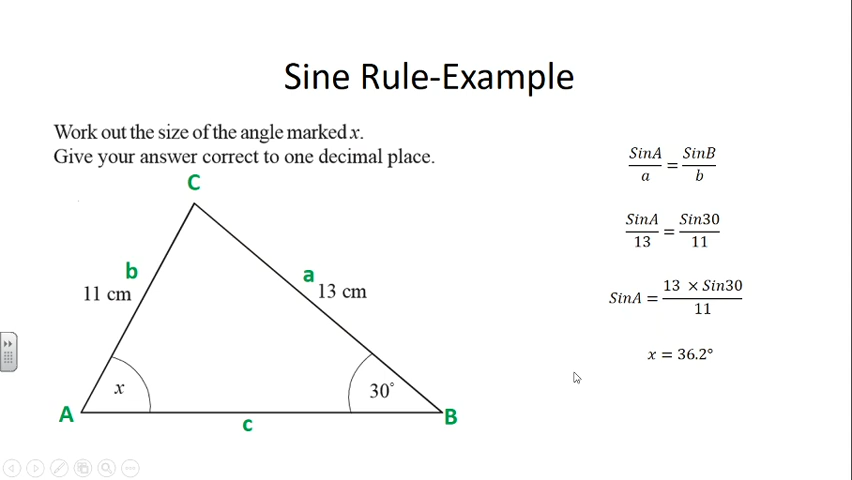 Sine Rule-Example
Work out the size of the angle marked x.
Give your answer correct to one decimal place.
C
b
11 cm
a
13 cm
x
30°
A
c
B
SinA/a = SinB/b
SinA/13 = Sin30/11
SinA = 13 × Sin30/11
x = 36.2°